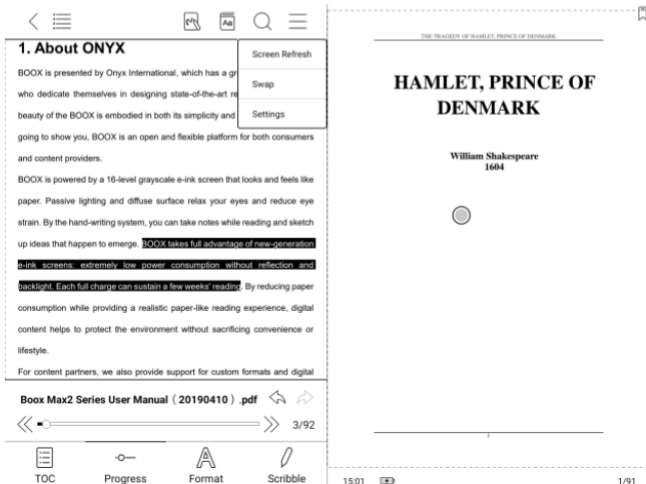 Aa
1. About ONYX
Screen Refresh
Swap
Settings
BOOX is presented by Onyx International, which has a gr
who dedicate themselves in designing state-of-the-art re
beauty of the BOOX is embodied in both its simplicity and
going to show you, BOOX is an open and flexible platform for both consumers
and content providers.
BOOX is powered by a 16-level grayscale e-ink screen that looks and feels like
paper. Passive lighting and diffuse surface relax your eyes and reduce eye
strain. By the hand-writing system, you can take notes while reading and sketch
up ideas that happen to emerge. BOOX takes full advantage of new-generation
e-ink screens: extremely low power consumption without reflection and
backlight. Each full charge can sustain a few weeks' reading. By reducing paper
consumption while providing a realistic paper-like reading experience, digital
content helps to protect the environment without sacrificing convenience or
lifestyle.
For content partners, we also provide support for custom formats and digital
Boox Max2 Series User Manual（20190410）.pdf
3/92
TOC
Progress
Format
Scribble
THE TRAGEDY OF HAMLET, PRINCE OF DENMARK
HAMLET, PRINCE OF
DENMARK
William Shakespeare
1604
1
15:01
1/91